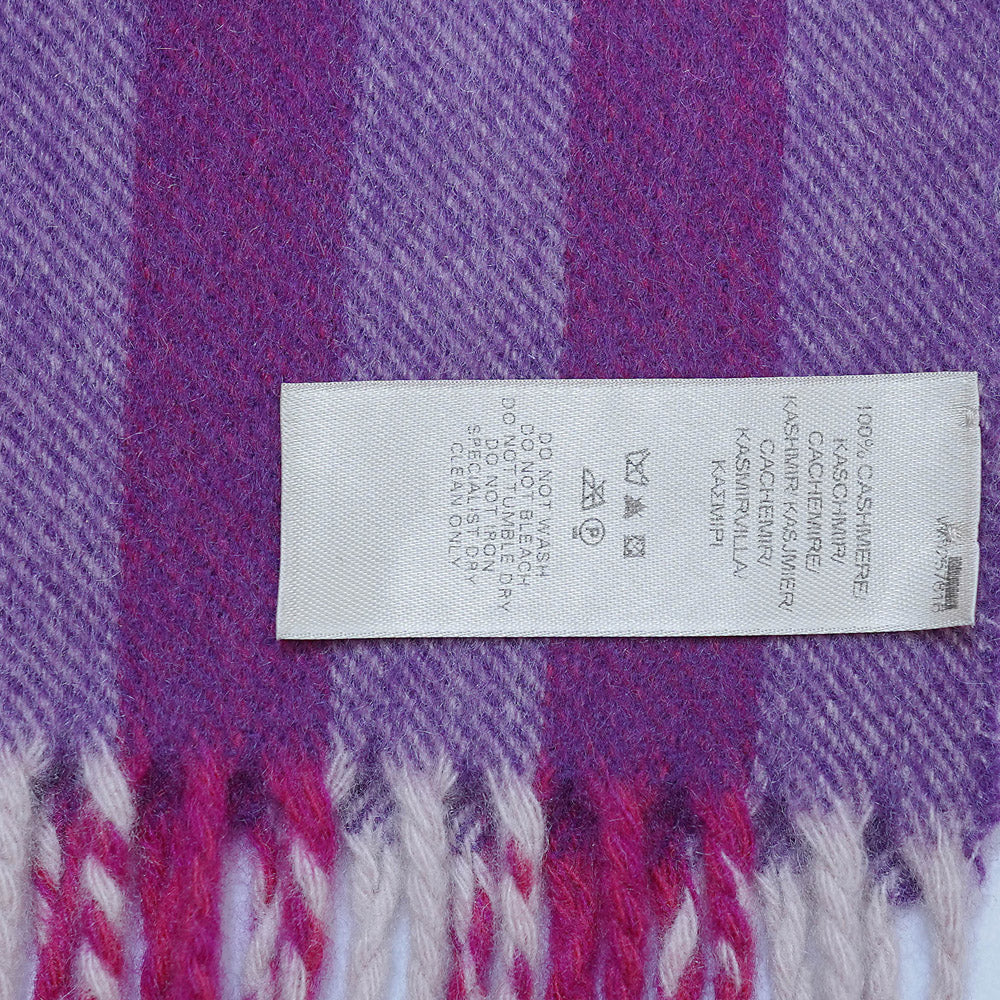 100% CASHMERE/
KASCHMIR/
CACHEMIRE/
KASHMIR/ KASJMIER
CACHEMIR/
KASMIRVILLA/
ΚΑΣΜΙΡΙ
P
DO NOT WASH
DO NOT BLEACH
DO NOT TUMBLE DRY
DO NOT IRON
SPECIALIST DRY
CLEAN ONLY